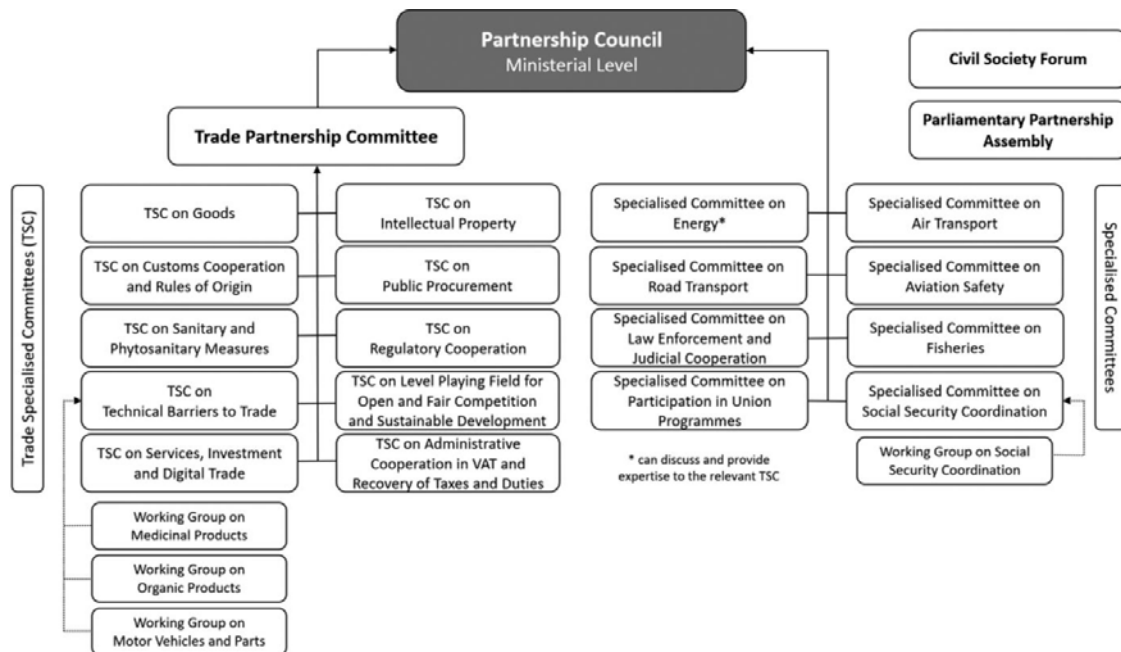 Partnership Council
Ministerial Level
Civil Society Forum
Parliamentary Partnership
Assembly
Trade Partnership Committee
Trade Specialised Committees (TSC)
TSC on Goods
TSC on
Intellectual Property
TSC on Customs Cooperation
and Rules of Origin
TSC on
Public Procurement
TSC on Sanitary and
Phytosanitary Measures
TSC on
Regulatory Cooperation
TSC on
Technical Barriers to Trade
TSC on Level Playing Field for
Open and Fair Competition
and Sustainable Development
TSC on Services, Investment
and Digital Trade
TSC on Administrative
Cooperation in VAT and
Recovery of Taxes and Duties
Working Group on
Medicinal Products
Working Group on
Organic Products
Working Group on
Motor Vehicles and Parts
Specialised Committee on
Energy*
Specialised Committee on
Air Transport
Specialised Committee on
Road Transport
Specialised Committee on
Aviation Safety
Specialised Committee on
Law Enforcement and
Judicial Cooperation
Specialised Committee on
Fisheries
Specialised Committee on
Participation in Union
Programmes
Specialised Committee on
Social Security Coordination
Working Group on Social
Security Coordination
* can discuss and provide
expertise to the relevant TSC
Specialised Committees